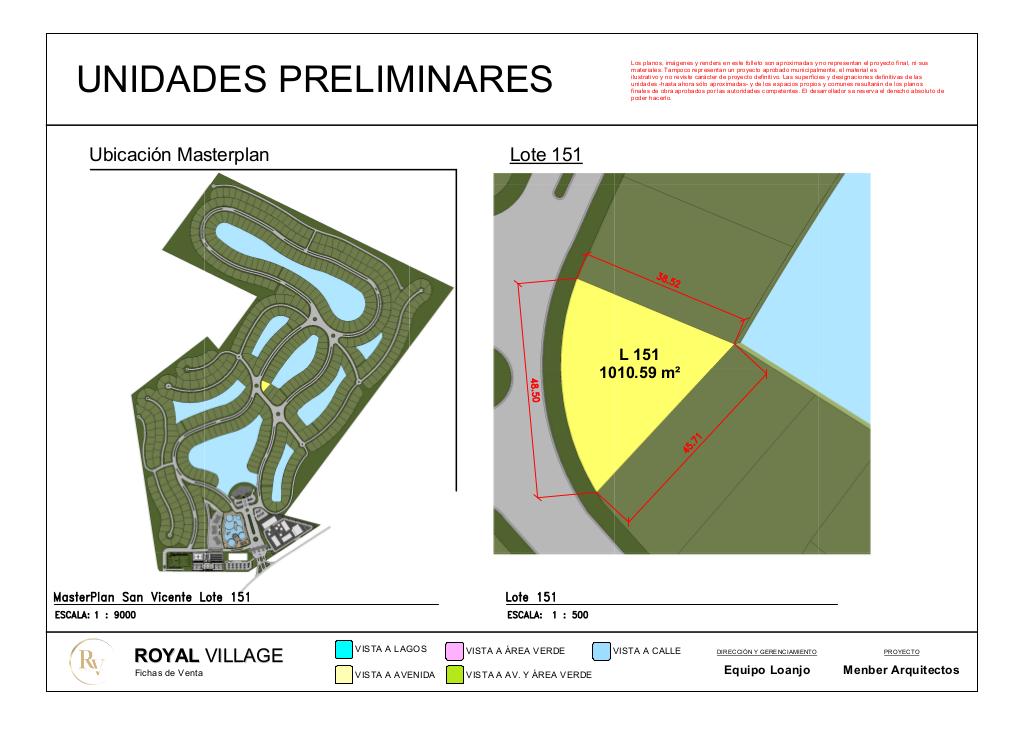 UNIDADES PRELIMINARES
Los planos, imágenes y renders en este folleto son aproximadas y no representan el proyecto final, ni sus
materiales. Tampoco representan un proyecto aprobado municipalmente, el material es
ilustrativo y no reviste carácter de proyecto definitivo. Las superficies y designaciones definitivas de las
unidades -hasta ahora sólo aproximadas- y de los espacios propios y comunes resultarán de los planos
finales de obra aprobados por las autoridades competentes. El desarrollador se reserva el derecho absoluto de
poder hacerlo.
Ubicación Masterplan
Lote 151
38.52
L 151
1010.59 m²
48.50
45.71
MasterPlan San Vicente Lote 151
ESCALA: 1 : 9000
Lote 151
ESCALA: 1 : 500
RV
ROYAL VILLAGE
Fichas de Venta
VISTA A LAGOS
VISTA A ÁREA VERDE
VISTA A CALLE
VISTA A AVENIDA
VISTA A AV. Y ÁREA VERDE
DIRECCIÓN Y GERENCIAMIENTO
Equipo Loanjo
PROYECTO
Menber Arquitectos